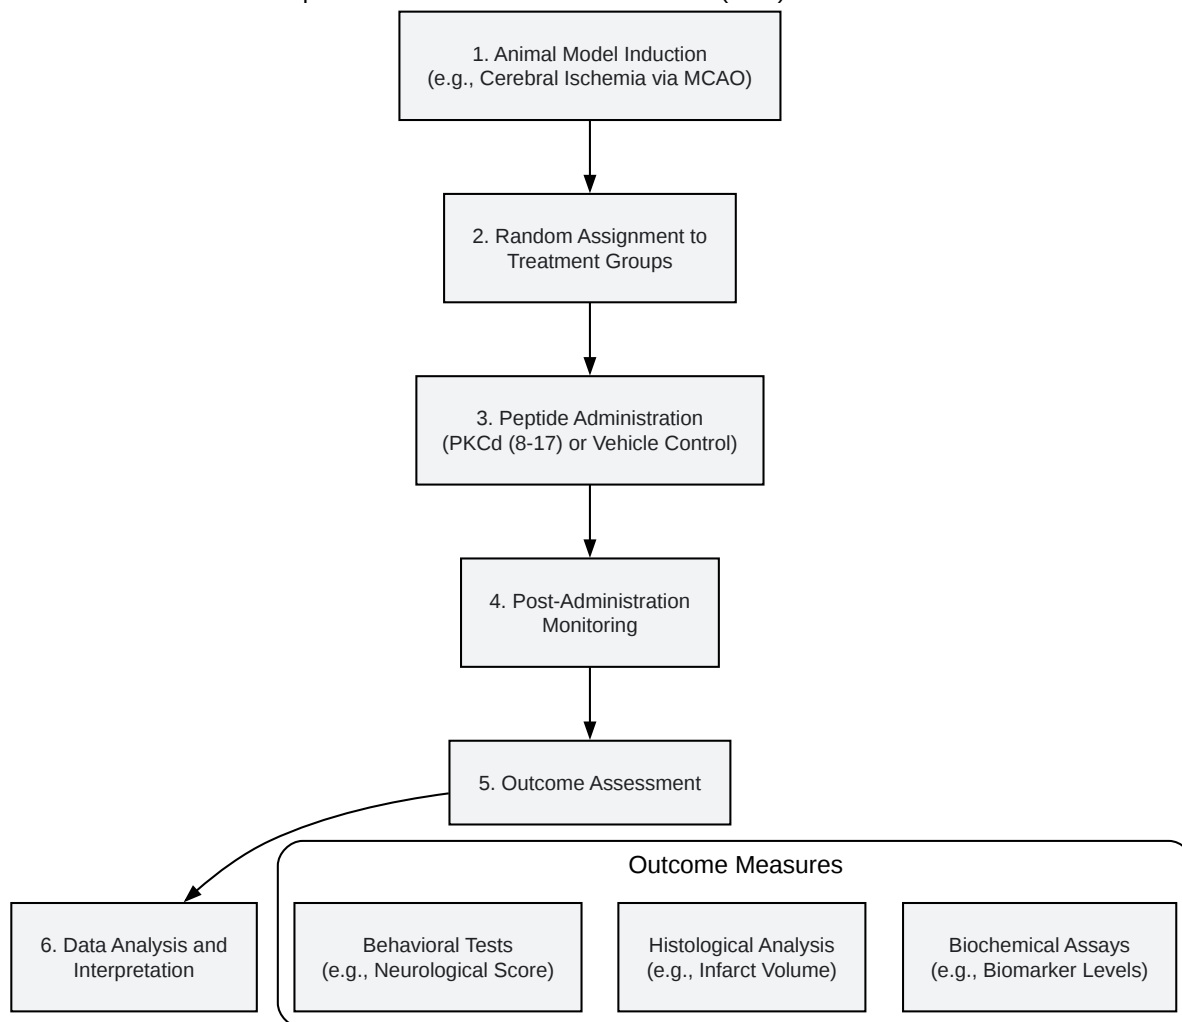 1. Animal Model Induction
(e.g., Cerebral Ischemia via MCAO)
2. Random Assignment to
Treatment Groups
3. Peptide Administration
(PKCd (8-17) or Vehicle Control)
4. Post-Administration
Monitoring
5. Outcome Assessment
Outcome Measures
6. Data Analysis and
Interpretation
Behavioral Tests
(e.g., Neurological Score)
Histological Analysis
(e.g., Infarct Volume)
Biochemical Assays
(e.g., Biomarker Levels)